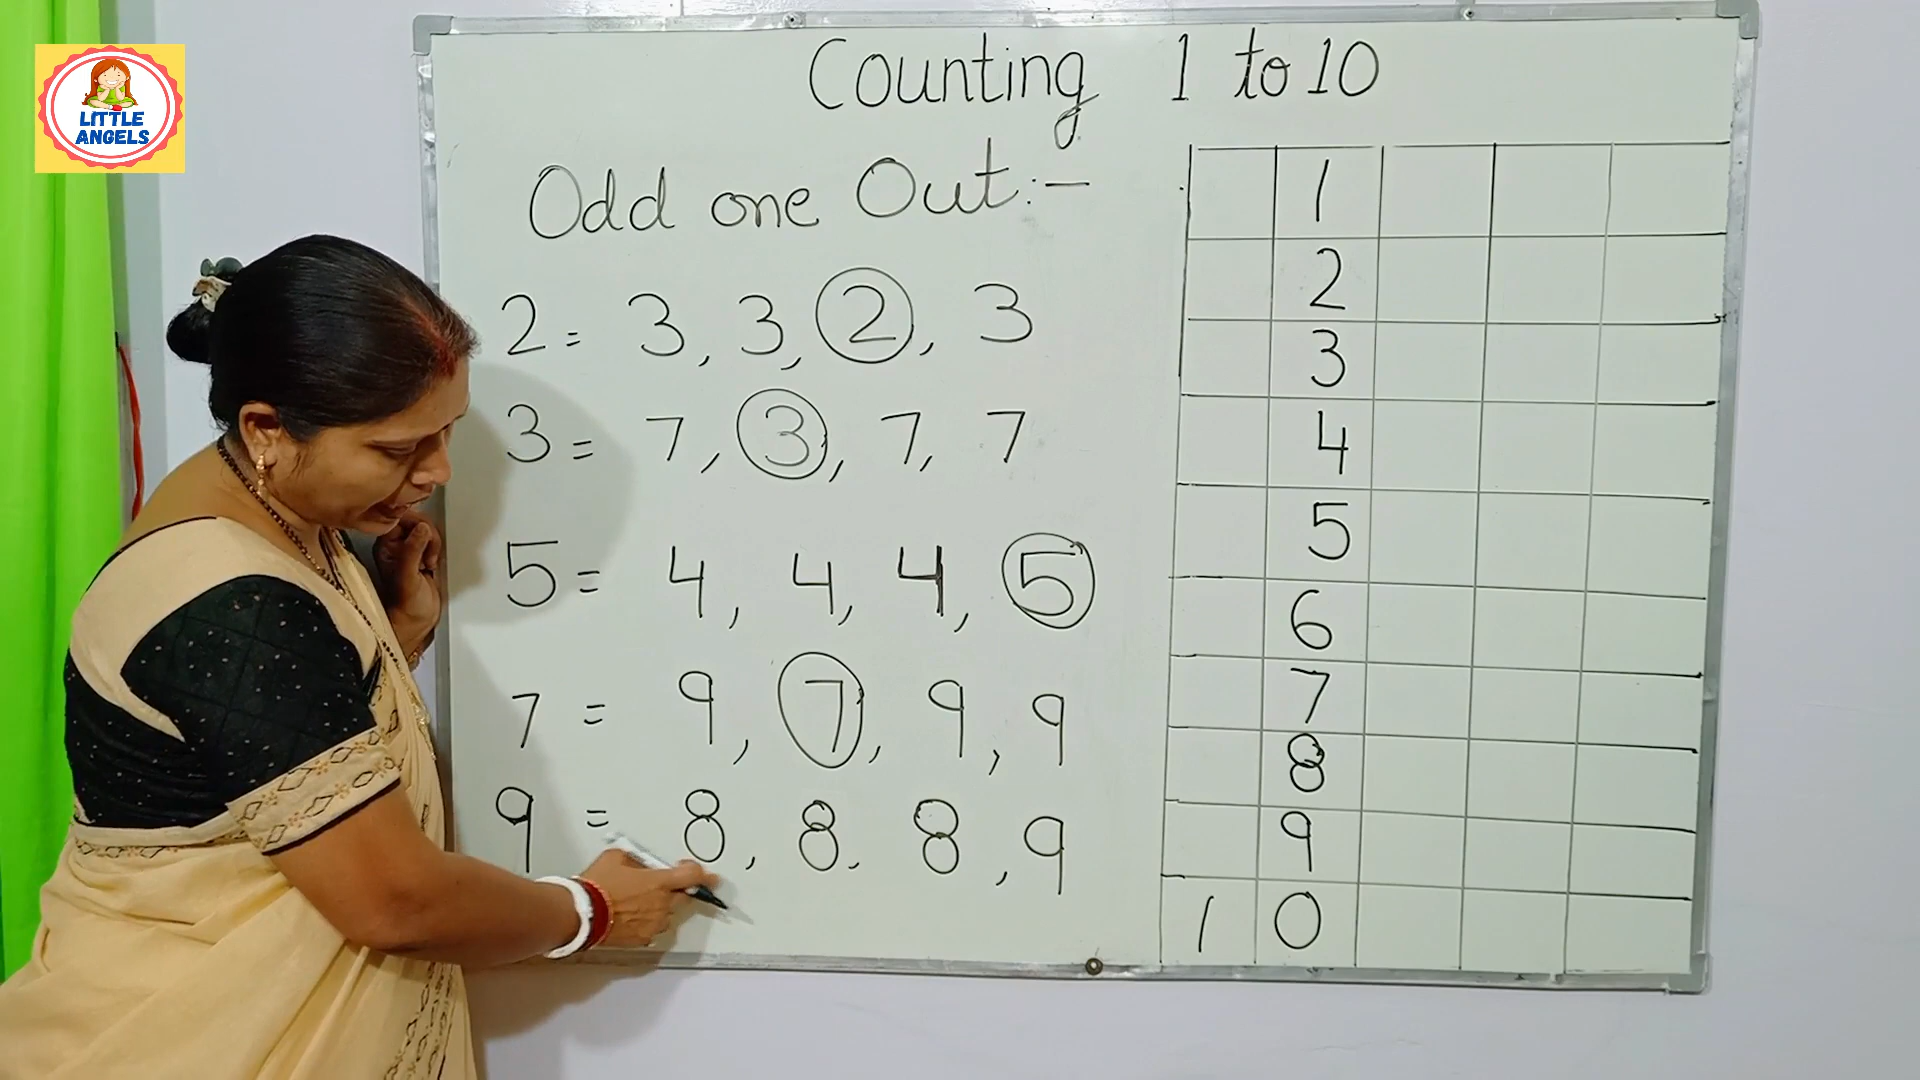 LITTLE
ANGELS
Counting 1 to 10
Odd one Out:-
2 = 3, 3, 2, 3
3 = 7, 3, 7, 7
5 = 4, 4, 4, 5
7 = 9, 7, 9, 9
9 = 8, 8, 8, 9
1
2
3
4
5
6
7
8
9
1 0